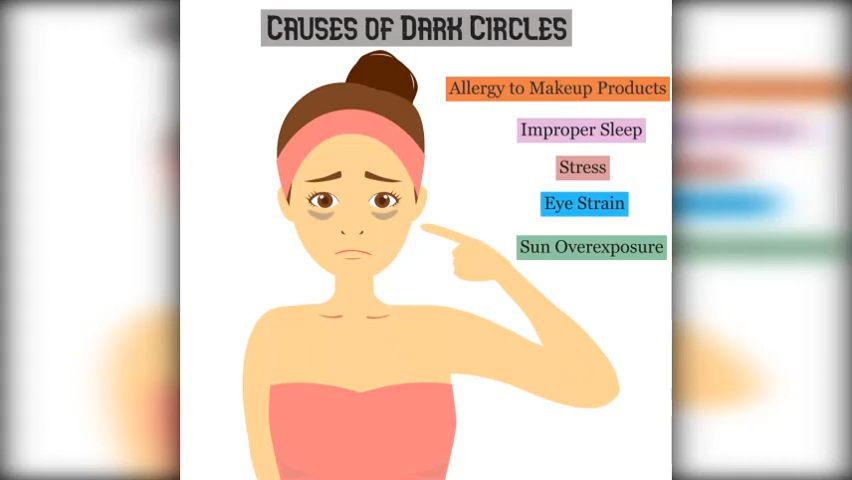 Causes of Dark Circles
Allergy to Makeup Products
Improper Sleep
Stress
Eye Strain
Sun Overexposure